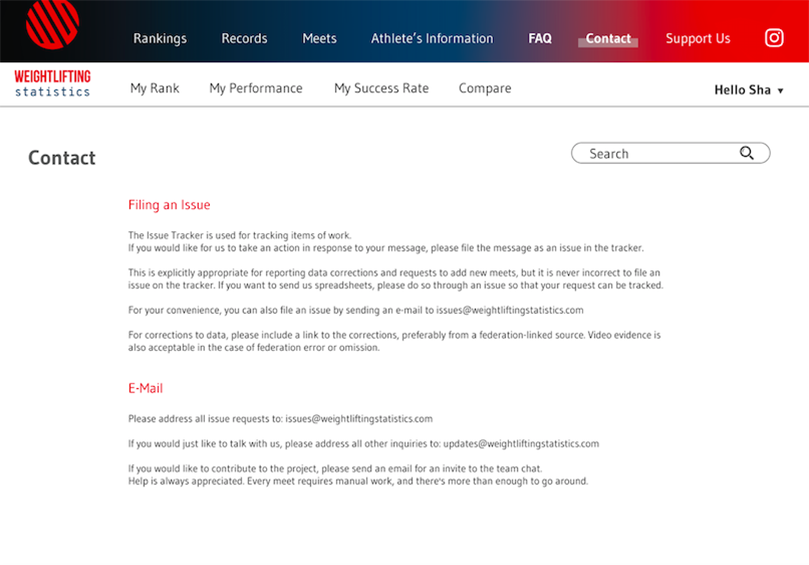 Rankings Records Meets Athlete’s Information FAQ Contact Support Us
WEIGHTLIFTING
statistics
My Rank My Performance My Success Rate Compare Hello Sha ▼
Contact
Search
Filing an Issue
The Issue Tracker is used for tracking items of work.
If you would like for us to take an action in response to your message, please file the message as an issue in the tracker.
This is explicitly appropriate for reporting data corrections and requests to add new meets, but it is never incorrect to file an
issue on the tracker. If you want to send us spreadsheets, please do so through an issue so that your request can be tracked.
For your convenience, you can also file an issue by sending an e-mail to issues@weightliftingstatistics.com
For corrections to data, please include a link to the corrections, preferably from a federation-linked source. Video evidence is
also acceptable in the case of federation error or omission.
E-Mail
Please address all issue requests to: issues@weightliftingstatistics.com
If you would just like to talk with us, please address all other inquiries to: updates@weightliftingstatistics.com
If you would like to contribute to the project, please send an email for an invite to the team chat.
Help is always appreciated. Every meet requires manual work, and there's more than enough to go around.